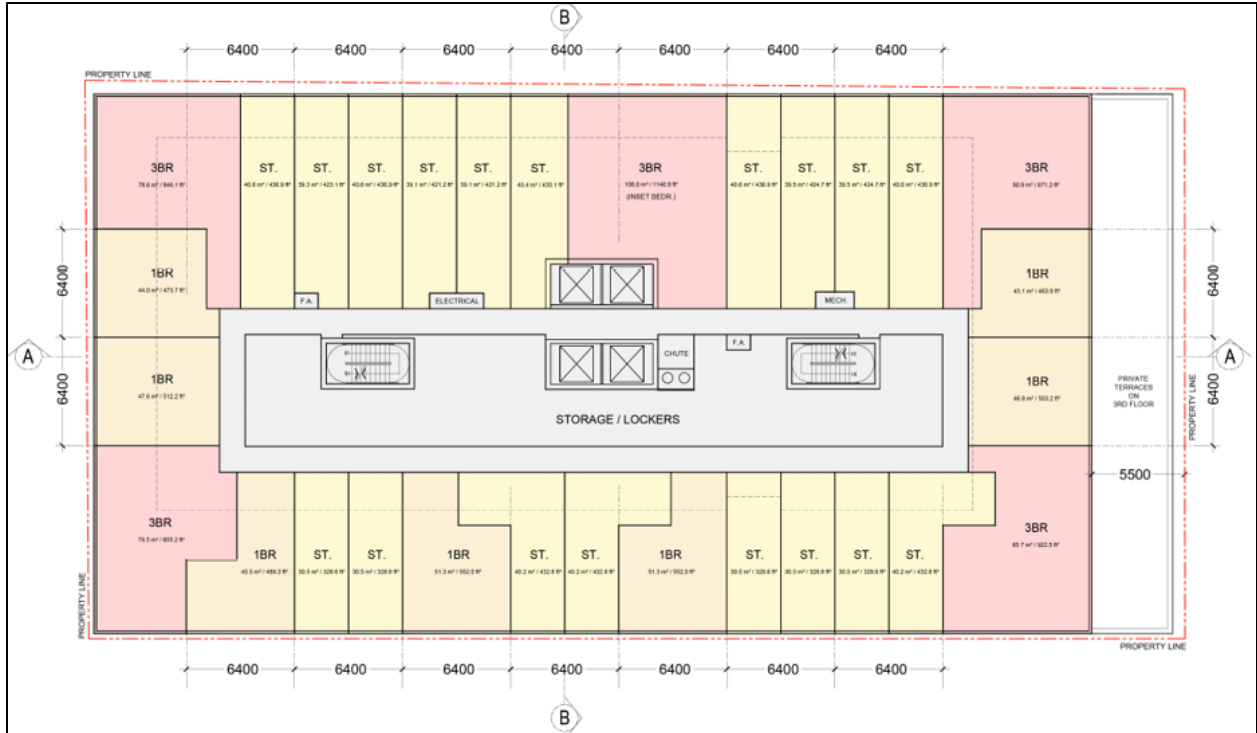 B
6400 6400 6400 6400 6400 6400 6400
PROPERTY LINE
3BR
78.6 m² / 846.1 ft²
ST.
40.6 m² / 436.9 ft²
ST.
39.3 m² / 423.1 ft²
ST.
40.6 m² / 436.9 ft²
ST.
39.1 m² / 421.2 ft²
ST.
39.1 m² / 421.2 ft²
ST.
40.4 m² / 435.1 ft²
3BR
106.0 m² / 1140.9 ft²
(INSET BEDR.)
ST.
40.6 m² / 436.9 ft²
ST.
39.5 m² / 424.7 ft²
ST.
39.5 m² / 424.7 ft²
ST.
40.6 m² / 436.9 ft²
3BR
80.9 m² / 871.2 ft²
6400
6400
1BR
44.0 m² / 473.7 ft²
1BR
43.1 m² / 463.9 ft²
6400
6400
F.A.
ELECTRICAL
MECH.
A
1BR
47.6 m² / 512.2 ft²
CHUTE
F.A.
STORAGE / LOCKERS
1BR
46.8 m² / 503.2 ft²
PRIVATE
TERRACES
ON
3RD FLOOR
PROPERTY LINE
A
5500
3BR
79.5 m² / 855.2 ft²
1BR
45.5 m² / 489.3 ft²
ST.
30.5 m² / 328.6 ft²
ST.
30.5 m² / 328.6 ft²
1BR
51.3 m² / 552.0 ft²
ST.
40.2 m² / 432.8 ft²
ST.
40.2 m² / 432.8 ft²
1BR
51.3 m² / 552.0 ft²
ST.
30.5 m² / 328.6 ft²
ST.
30.5 m² / 328.6 ft²
ST.
30.5 m² / 328.6 ft²
ST.
40.2 m² / 432.8 ft²
3BR
85.7 m² / 922.5 ft²
PROPERTY LINE
PROPERTY LINE
6400 6400 6400 6400 6400 6400 6400
B